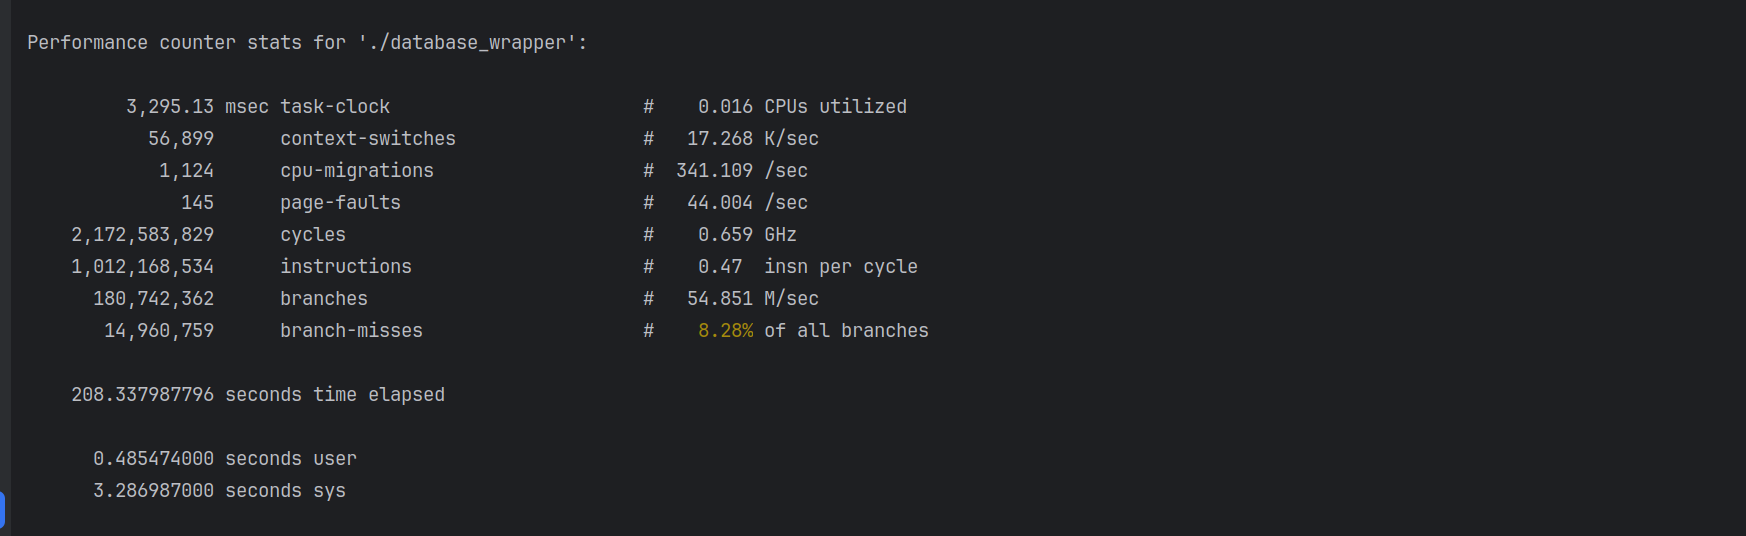 Performance counter stats for './database_wrapper':
3,295.13 msec task-clock # 0.016 CPUs utilized
56,899 context-switches # 17.268 K/sec
1,124 cpu-migrations # 341.109 /sec
145 page-faults # 44.004 /sec
2,172,583,829 cycles # 0.659 GHz
1,012,168,534 instructions # 0.47 insn per cycle
180,742,362 branches # 54.851 M/sec
14,960,759 branch-misses # 8.28% of all branches
208.337987796 seconds time elapsed
0.485474000 seconds user
3.286987000 seconds sys